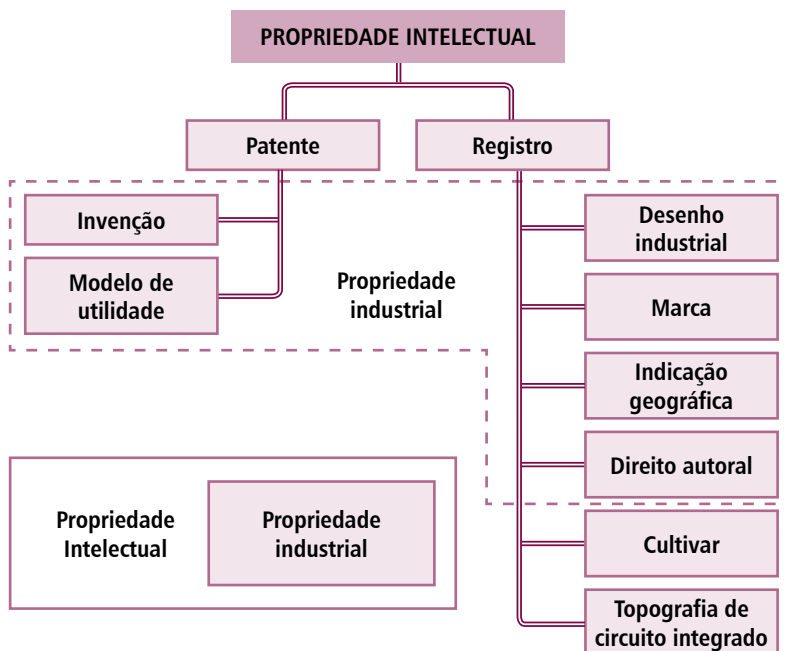 PROPRIEDADE INTELECTUAL
Patente
Registro
Invenção
Modelo de
utilidade
Propriedade
industrial
Desenho
industrial
Marca
Indicação
geográfica
Direito autoral
Cultivar
Topografia de
circuito integrado
Propriedade
Intelectual
Propriedade
industrial